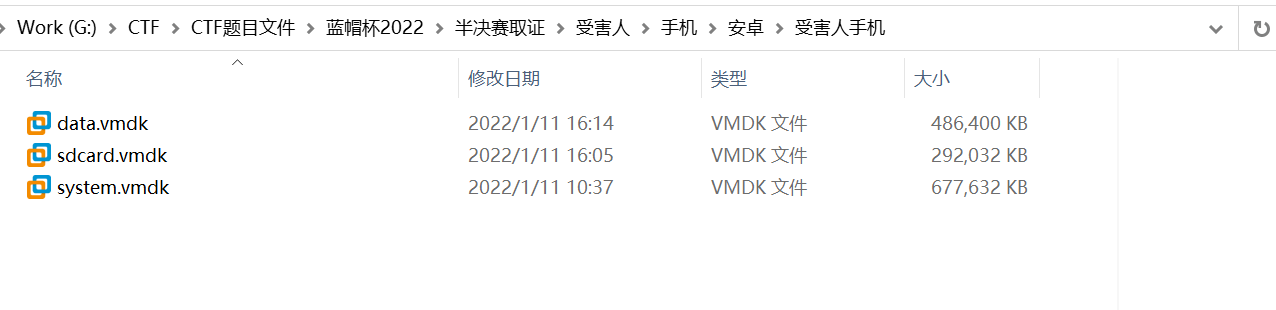 Work (G:) CTF CTF题目文件 蓝帽杯2022 半决赛取证 受害人 手机 安卓 受害人手机
名称 修改日期 类型 大小
data.vmdk 2022/1/11 16:14 VMDK 文件 486,400 KB
sdcard.vmdk 2022/1/11 16:05 VMDK 文件 292,032 KB
system.vmdk 2022/1/11 10:37 VMDK 文件 677,632 KB